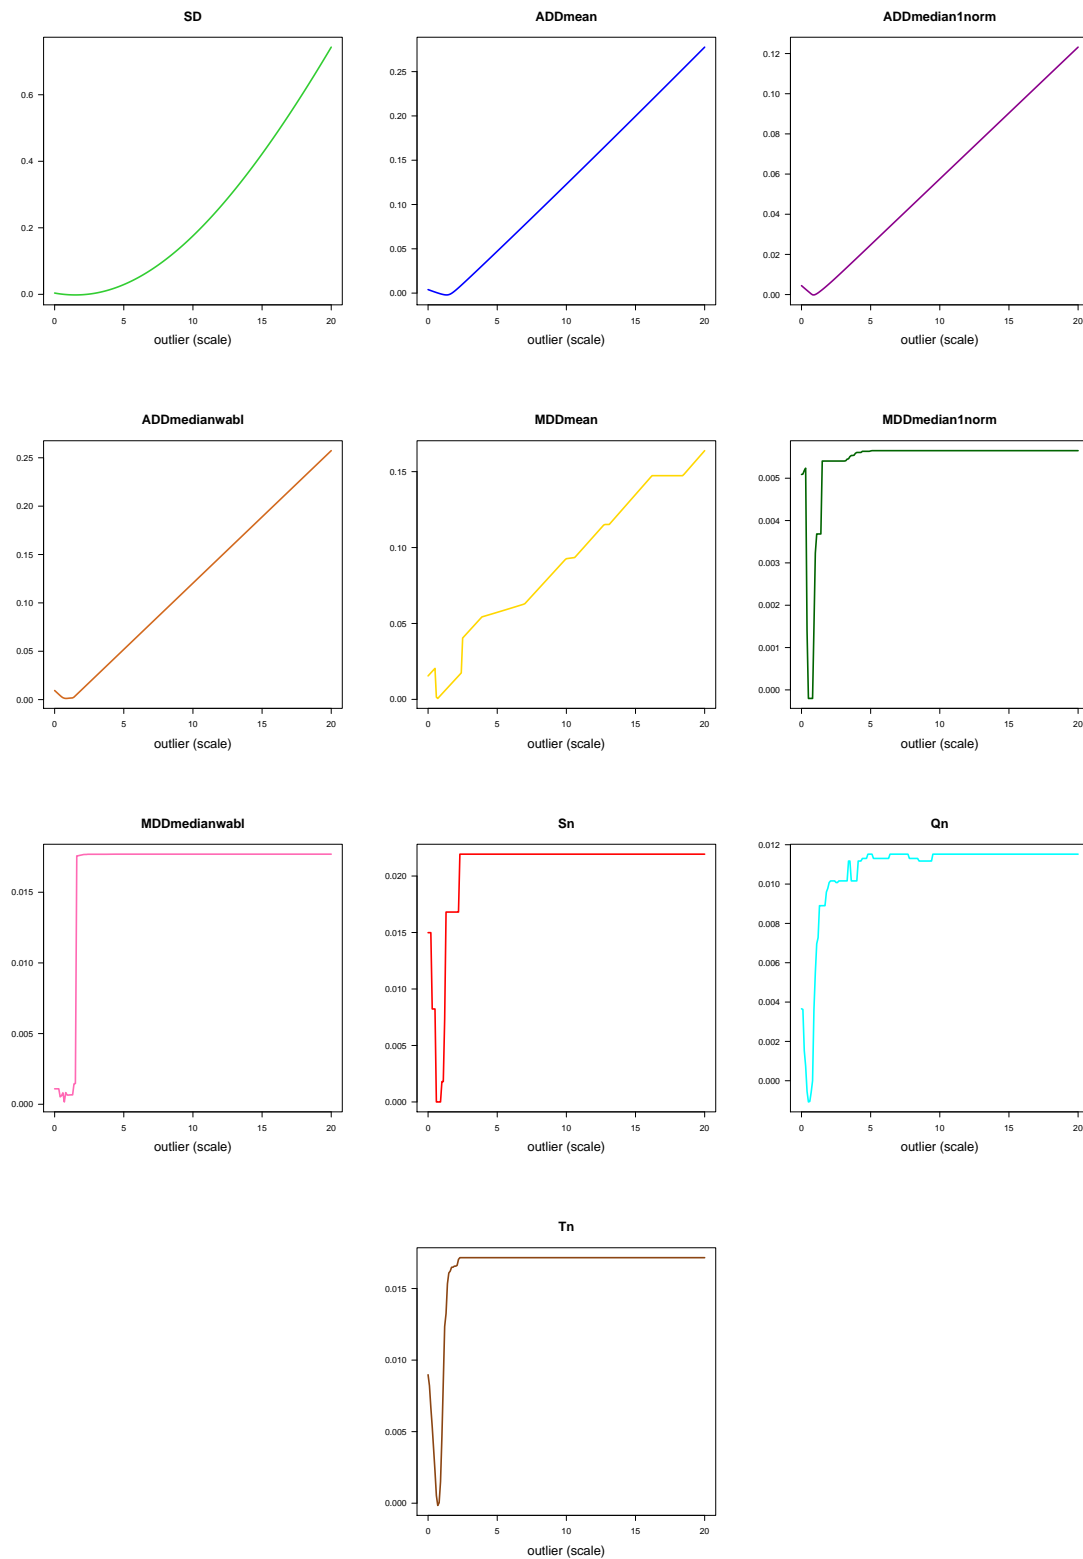 SD
ADDmean
ADDmedian1norm
0.6
0.4
0.2
0.0
0.25
0.20
0.15
0.10
0.05
0.00
0.12
0.10
0.08
0.06
0.04
0.02
0.00
0 5 10 15 20
0 5 10 15 20
0 5 10 15 20
outlier (scale)
outlier (scale)
outlier (scale)
ADDmedianwabl
MDDmean
MDDmedian1norm
0.25
0.20
0.15
0.10
0.05
0.00
0.15
0.10
0.05
0.00
0.005
0.004
0.003
0.002
0.001
0.000
0 5 10 15 20
0 5 10 15 20
0 5 10 15 20
outlier (scale)
outlier (scale)
outlier (scale)
MDDmedianwabl
Sn
Qn
0.015
0.010
0.005
0.000
0.020
0.015
0.010
0.005
0.000
0.012
0.010
0.008
0.006
0.004
0.002
0.000
0 5 10 15 20
0 5 10 15 20
0 5 10 15 20
outlier (scale)
outlier (scale)
outlier (scale)
Tn
0.015
0.010
0.005
0.000
0 5 10 15 20
outlier (scale)